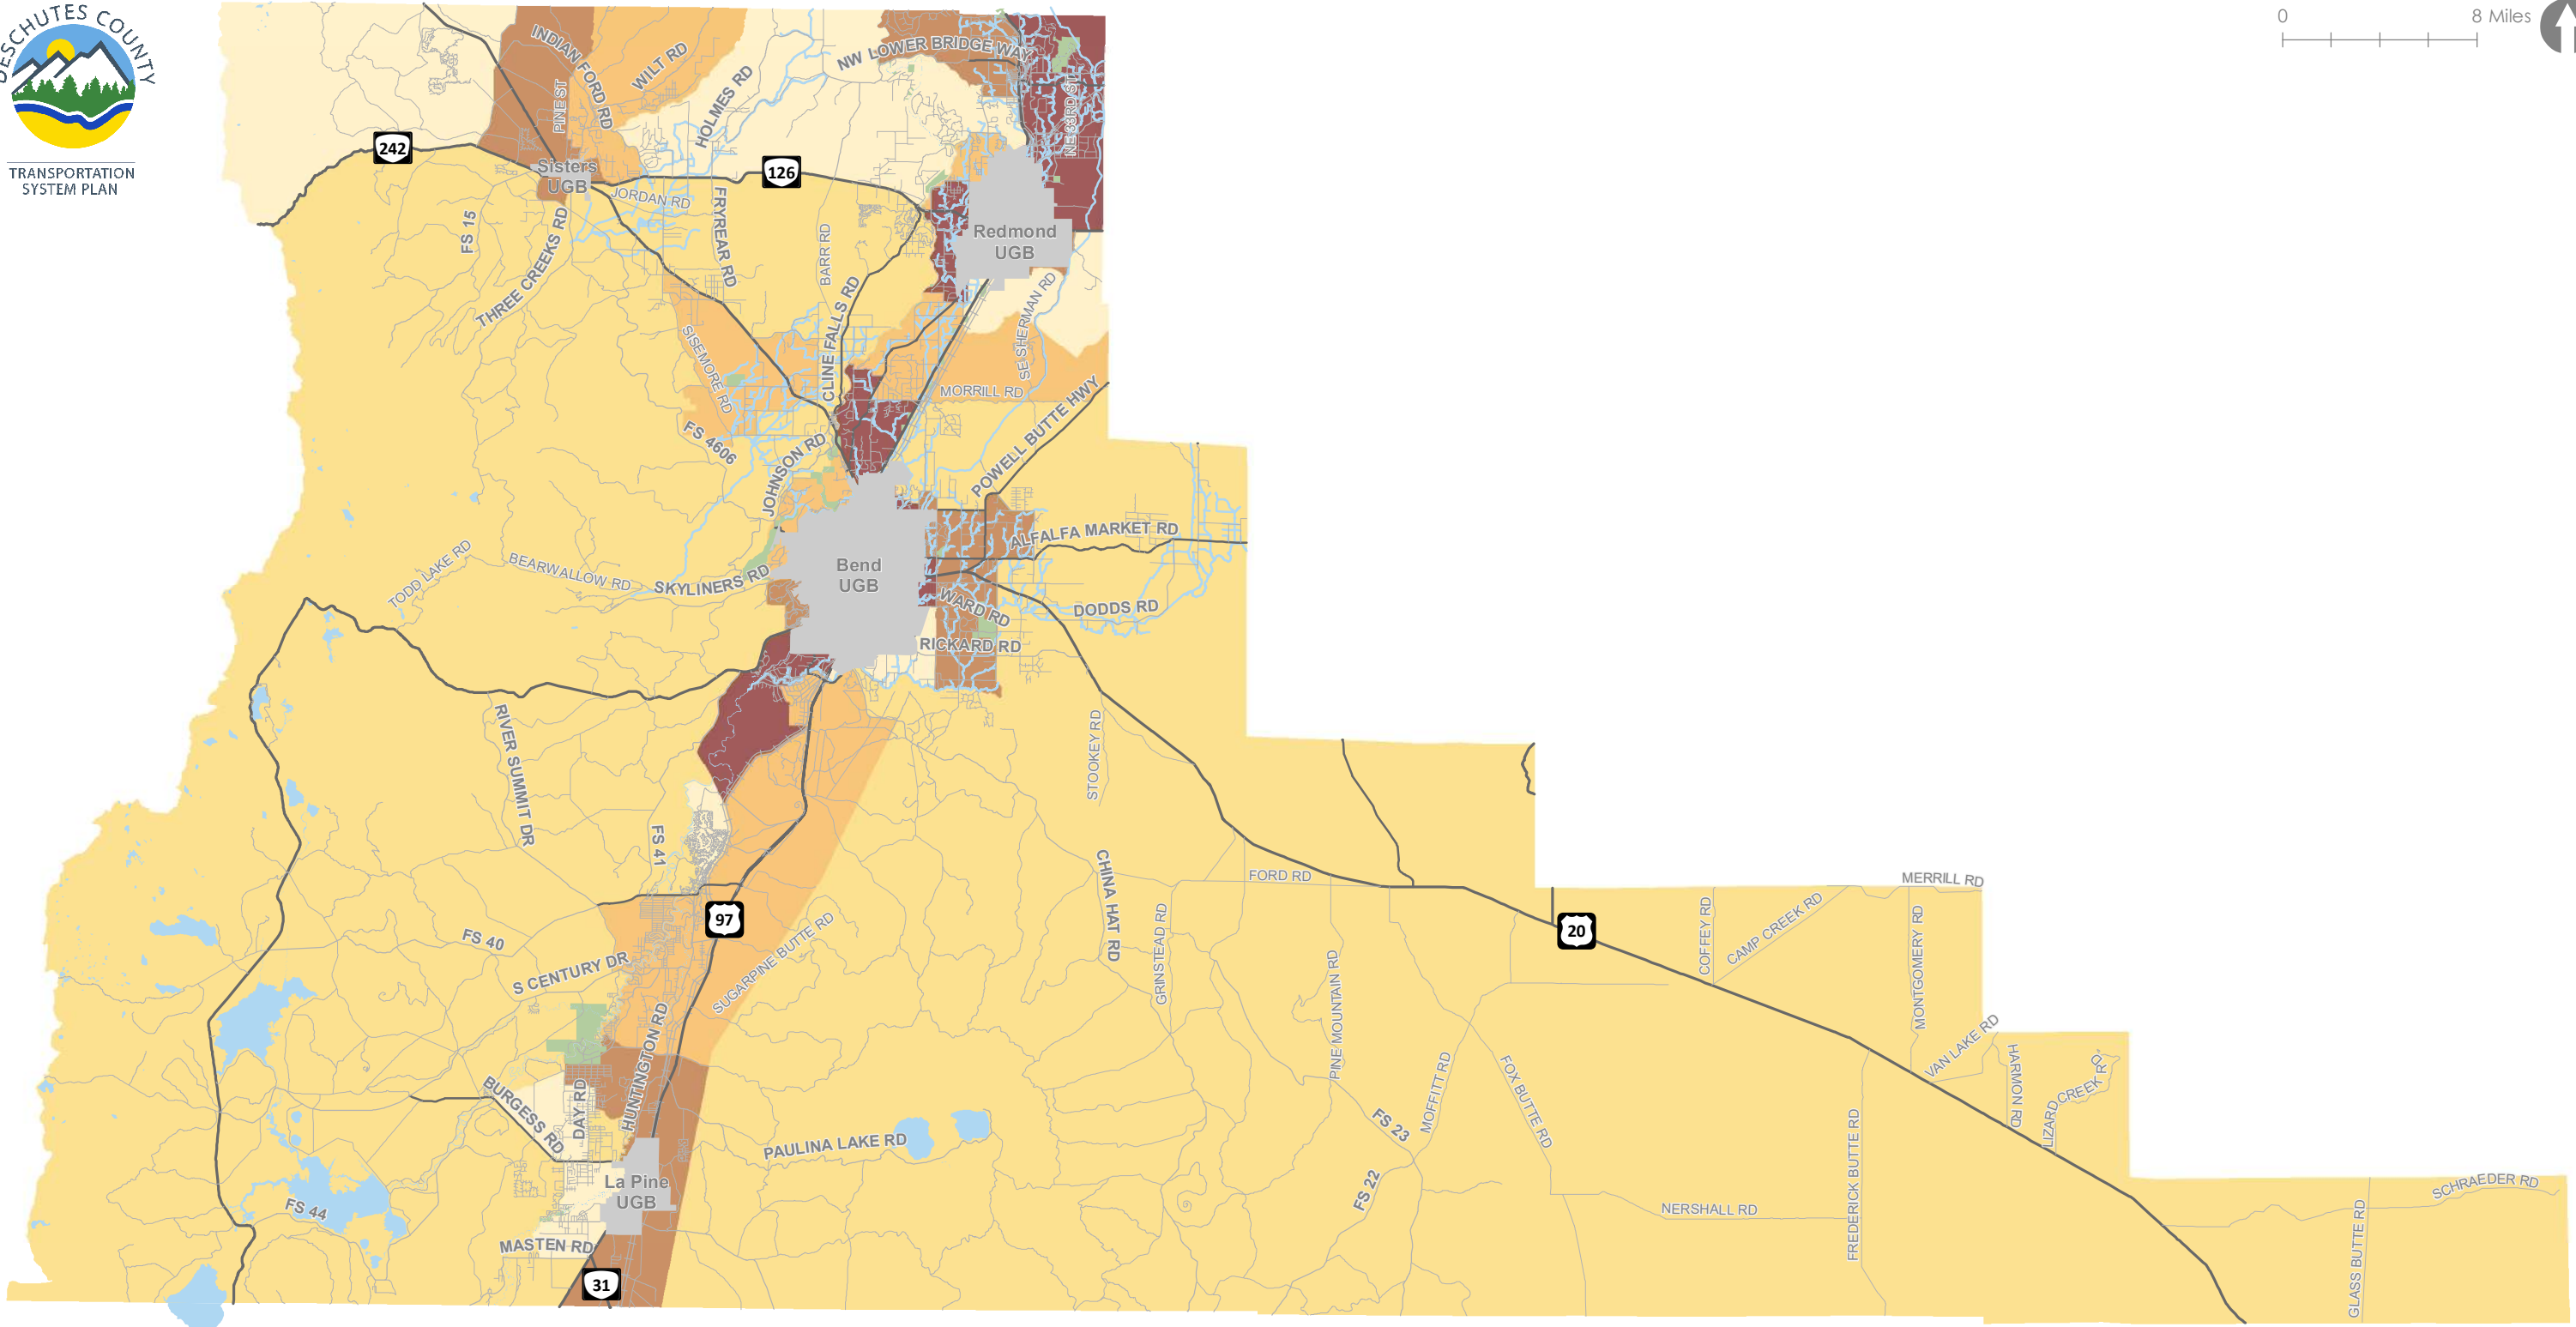 DESCHUTES COUNTY
TRANSPORTATION
SYSTEM PLAN
0
8 Miles
INDIAN FORD RD
WILT RD
PINE ST
HOLMES RD
NW LOWER BRIDGE WAY
NE 33RD ST
242
126
Sisters
UGB
JORDAN RD
FRYREAR RD
FS 15
THREE CREEKS RD
BARR RD
Redmond
UGB
CLINE FALLS RD
SE SHERMAN RD
SISEMORE RD
MORRILL RD
POWELL BUTTE HWY
FS 4606
JOHNSON RD
ALFALFA MARKET RD
TODD LAKE RD
BEARWALLOW RD
SKYLINERS RD
Bend
UGB
WARD RD
DODDS RD
RICKARD RD
RIVER SUMMIT DR
STOOKEY RD
FS 41
CHINA HAT RD
FORD RD
MERRILL RD
97
20
GRINSTEAD RD
COFFEY RD
CAMP CREEK RD
MONTGOMERY RD
FS 40
S CENTURY DR
SUGARPINE BUTTE RD
PINE MOUNTAIN RD
HUNTINGTON RD
VAN LAKE RD
HARMON RD
LIZARD CREEK RD
MOFFITT RD
FOX BUTTE RD
BURGESS RD
DAY RD
FS 23
FREDERICK BUTTE RD
PAULINA LAKE RD
La Pine
UGB
FS 22
FS 44
NERSHALL RD
SCHRAEDER RD
GLASS BUTTE RD
MASTEN RD
31